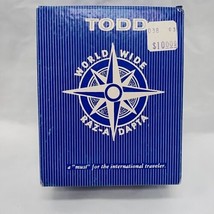 TODD
WORLD WIDE
RAZ-A DAPTA
a "must" for the international traveler.